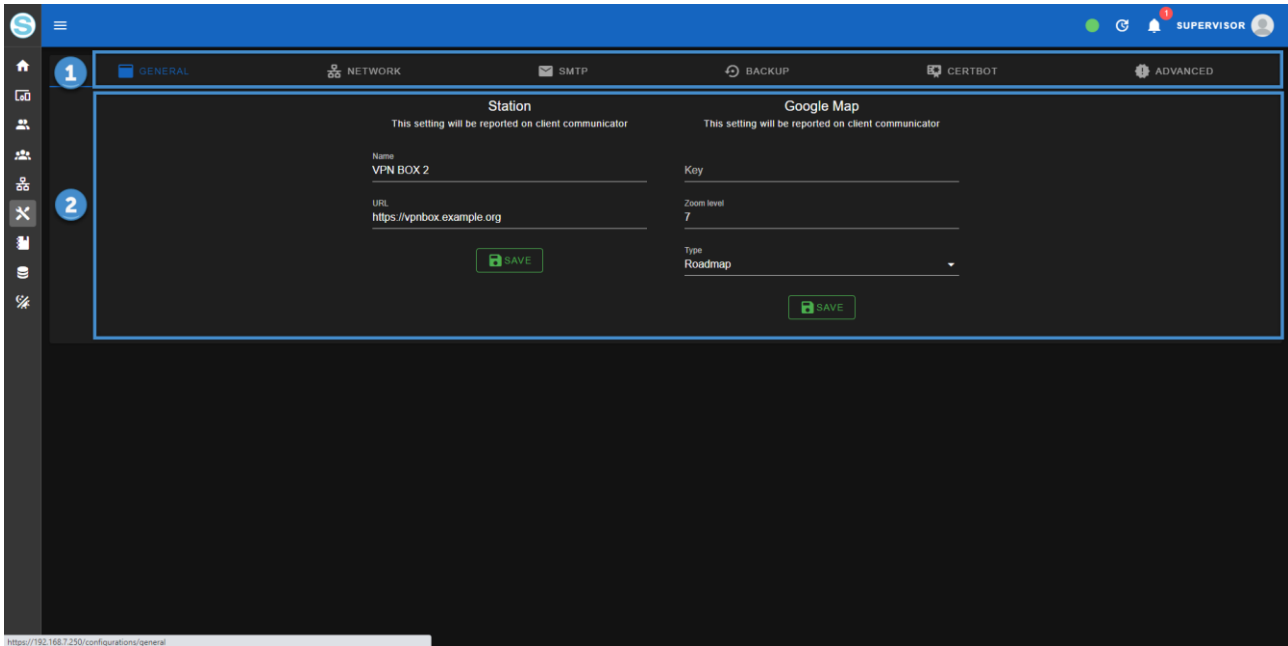 S
1
SUPERVISOR
1
GENERAL
NETWORK
SMTP
BACKUP
CERTBOT
ADVANCED
2
Station
This setting will be reported on client communicator
Name
VPN BOX 2
URL
https://vpnbox.example.org
SAVE
Google Map
This setting will be reported on client communicator
Key
Zoom level
7
Type
Roadmap
SAVE
https://192.168.7.250/configurations/general